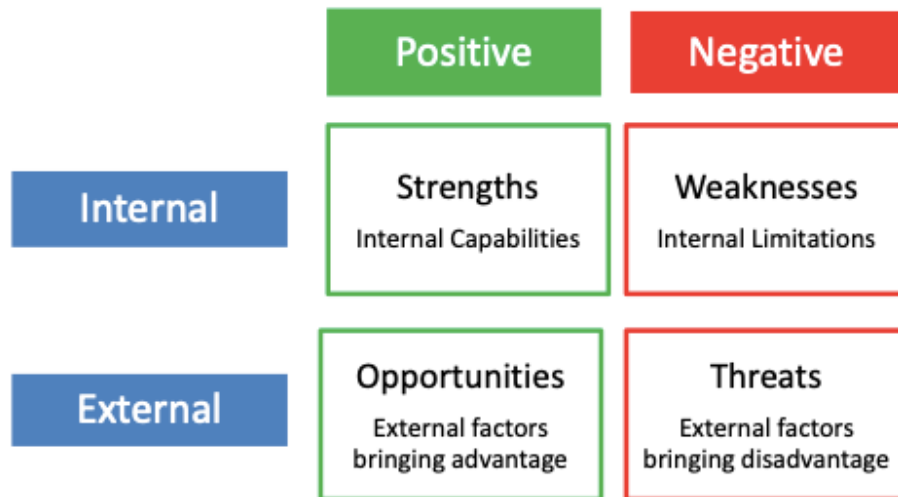 Positive
Negative
Internal
Strengths
Internal Capabilities
Weaknesses
Internal Limitations
External
Opportunities
External factors
bringing advantage
Threats
External factors
bringing disadvantage